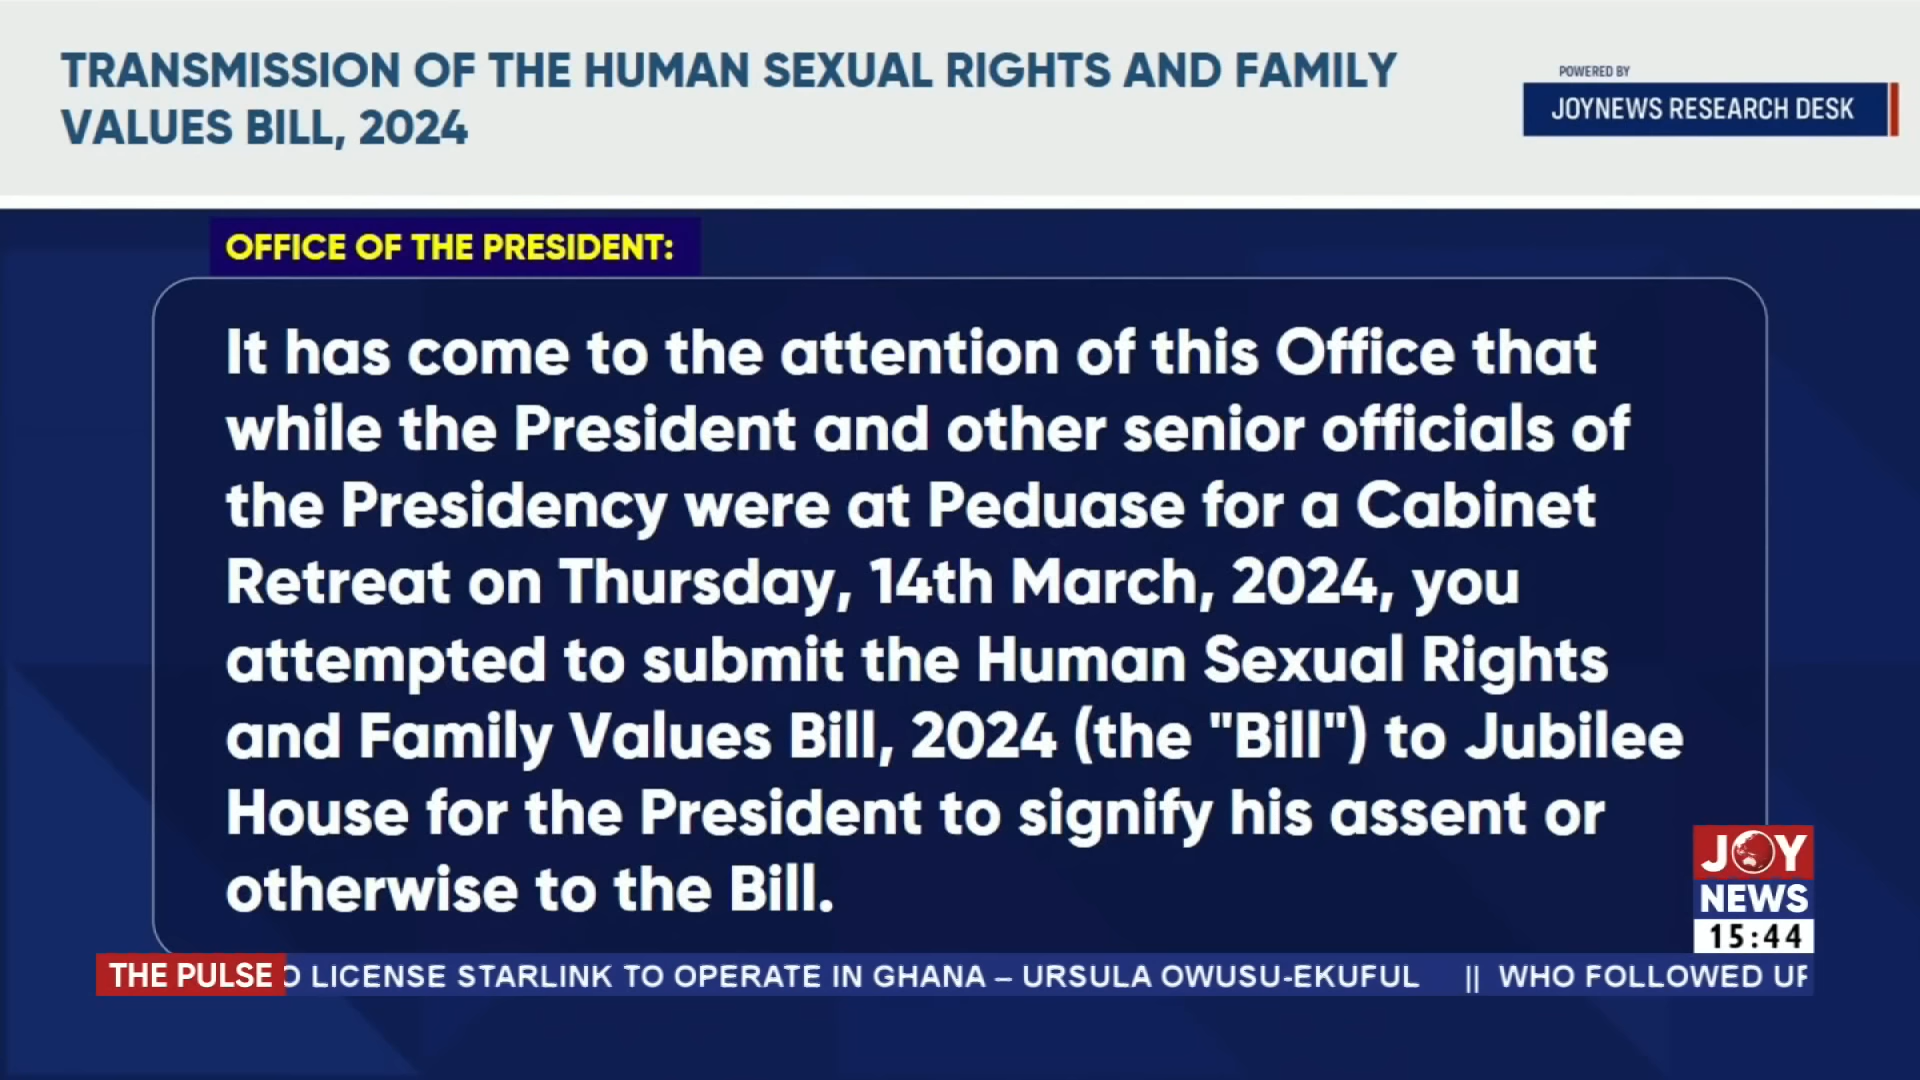 TRANSMISSION OF THE HUMAN SEXUAL RIGHTS AND FAMILY
VALUES BILL, 2024
POWERED BY
JOYNEWS RESEARCH DESK
OFFICE OF THE PRESIDENT:
It has come to the attention of this Office that
while the President and other senior officials of
the Presidency were at Peduase for a Cabinet
Retreat on Thursday, 14th March, 2024, you
attempted to submit the Human Sexual Rights
and Family Values Bill, 2024 (the "Bill") to Jubilee
House for the President to signify his assent or
otherwise to the Bill.
JOY
NEWS
15:44
THE PULSE
LICENSE STARLINK TO OPERATE IN GHANA – URSULA OWUSU-EKUFUL || WHO FOLLOWED